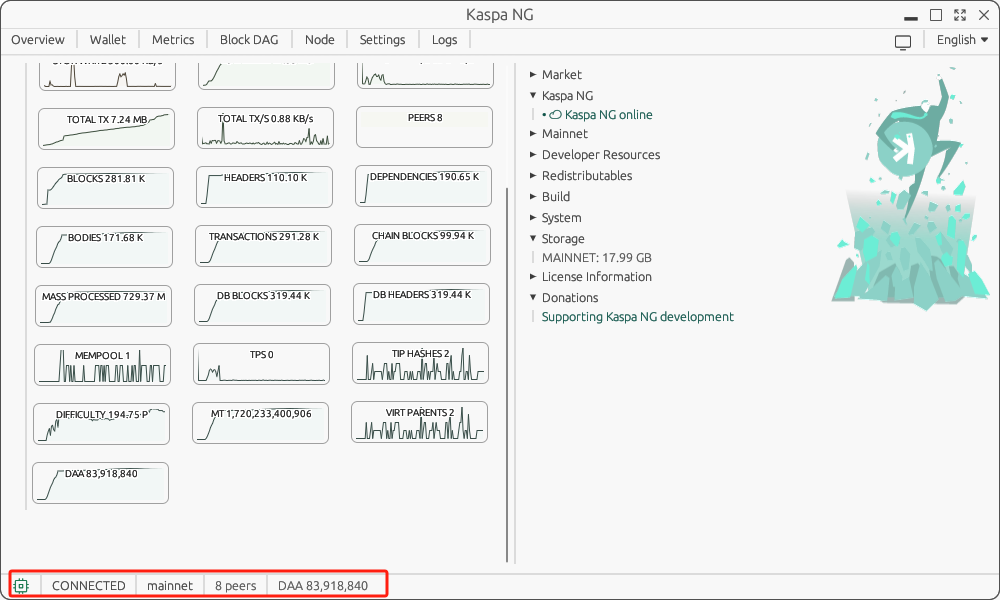 Kaspa NG
Overview Wallet Metrics Block DAG Node Settings Logs English
TOTAL TX 7.24 MB TOTAL TX/S 0.88 KB/s PEERS 8
BLOCKS 281.81 K HEADERS 110.10 K DEPENDENCIES 190.65 K
BODIES 171.68 K TRANSACTIONS 291.28 K CHAIN BLOCKS 99.94 K
MASS PROCESSED 729.37 M DB BLOCKS 319.44 K DB HEADERS 319.44 K
MEMPOOL 1 TPS 0 TIP HASHES 2
DIFFICULTY 194.75 P MT 1,720,233,400,906 VIRT PARENTS 2
DAA 83,918,840
Market
Kaspa NG
• Kaspa NG online
Mainnet
Developer Resources
Redistributables
Build
System
Storage
MAINNET: 17.99 GB
License Information
Donations
Supporting Kaspa NG development
CONNECTED mainnet 8 peers DAA 83,918,840